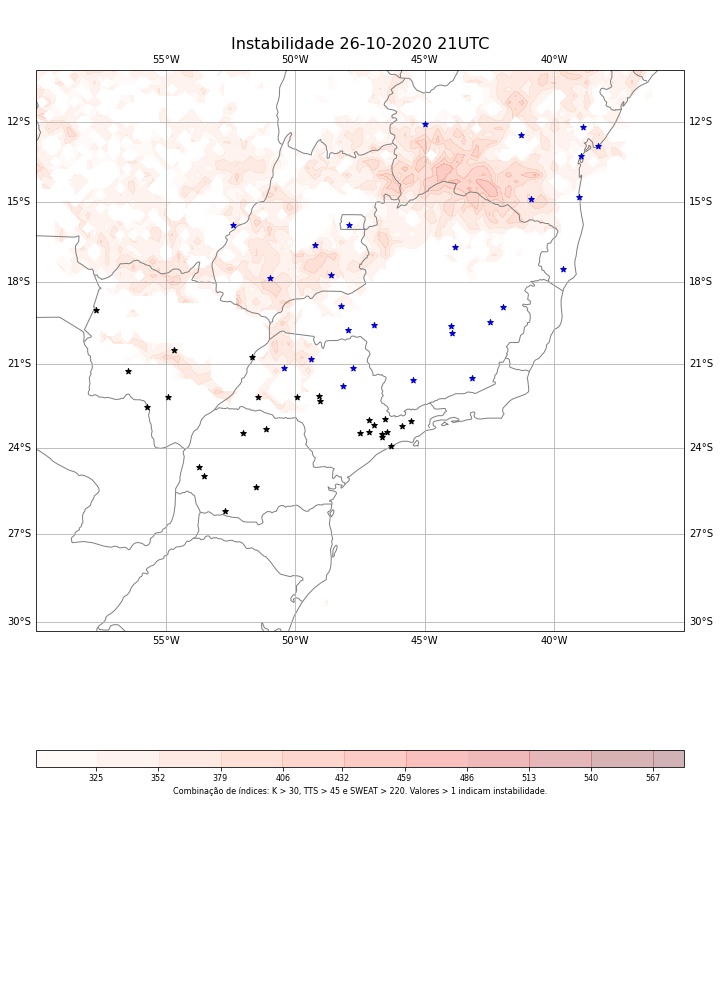 Instabilidade 26-10-2020 21UTC
55°W 50°W 45°W 40°W
12°S 12°S
15°S 15°S
18°S 18°S
21°S 21°S
24°S 24°S
27°S 27°S
30°S 30°S
55°W 50°W 45°W 40°W
325 352 379 406 432 459 486 513 540 567
Combinação de índices: K > 30, TTS > 45 e SWEAT > 220. Valores > 1 indicam instabilidade.